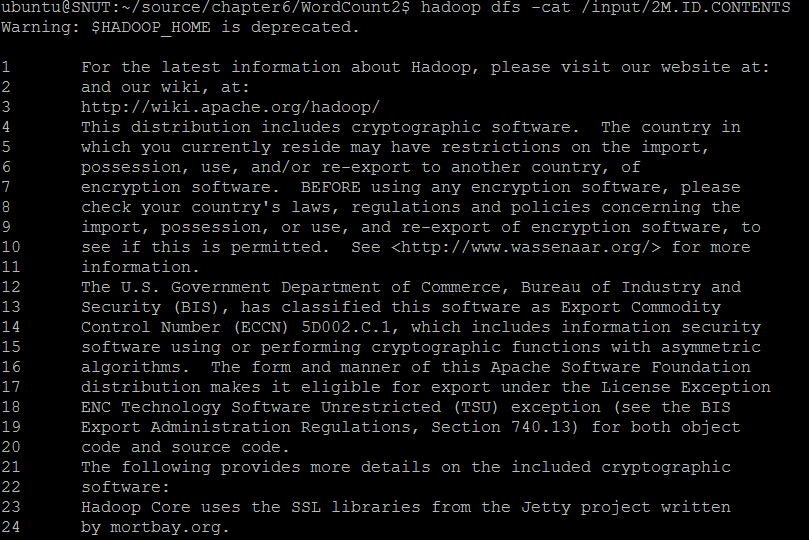 ubuntu@SNUT:~/source/chapter6/WordCount2$ hadoop dfs -cat /input/2M.ID.CONTENTS
Warning: $HADOOP_HOME is deprecated.
1 For the latest information about Hadoop, please visit our website at:
2 and our wiki, at:
3 http://wiki.apache.org/hadoop/
4 This distribution includes cryptographic software.  The country in
5 which you currently reside may have restrictions on the import,
6 possession, use, and/or re-export to another country, of
7 encryption software.  BEFORE using any encryption software, please
8 check your country's laws, regulations and policies concerning the
9 import, possession, or use, and re-export of encryption software, to
10 see if this is permitted.  See <http://www.wassenaar.org/> for more
11 information.
12 The U.S. Government Department of Commerce, Bureau of Industry and
13 Security (BIS), has classified this software as Export Commodity
14 Control Number (ECCN) 5D002.C.1, which includes information security
15 software using or performing cryptographic functions with asymmetric
16 algorithms.  The form and manner of this Apache Software Foundation
17 distribution makes it eligible for export under the License Exception
18 ENC Technology Software Unrestricted (TSU) exception (see the BIS
19 Export Administration Regulations, Section 740.13) for both object
20 code and source code.
21 The following provides more details on the included cryptographic
22 software:
23 Hadoop Core uses the SSL libraries from the Jetty project written
24 by mortbay.org.